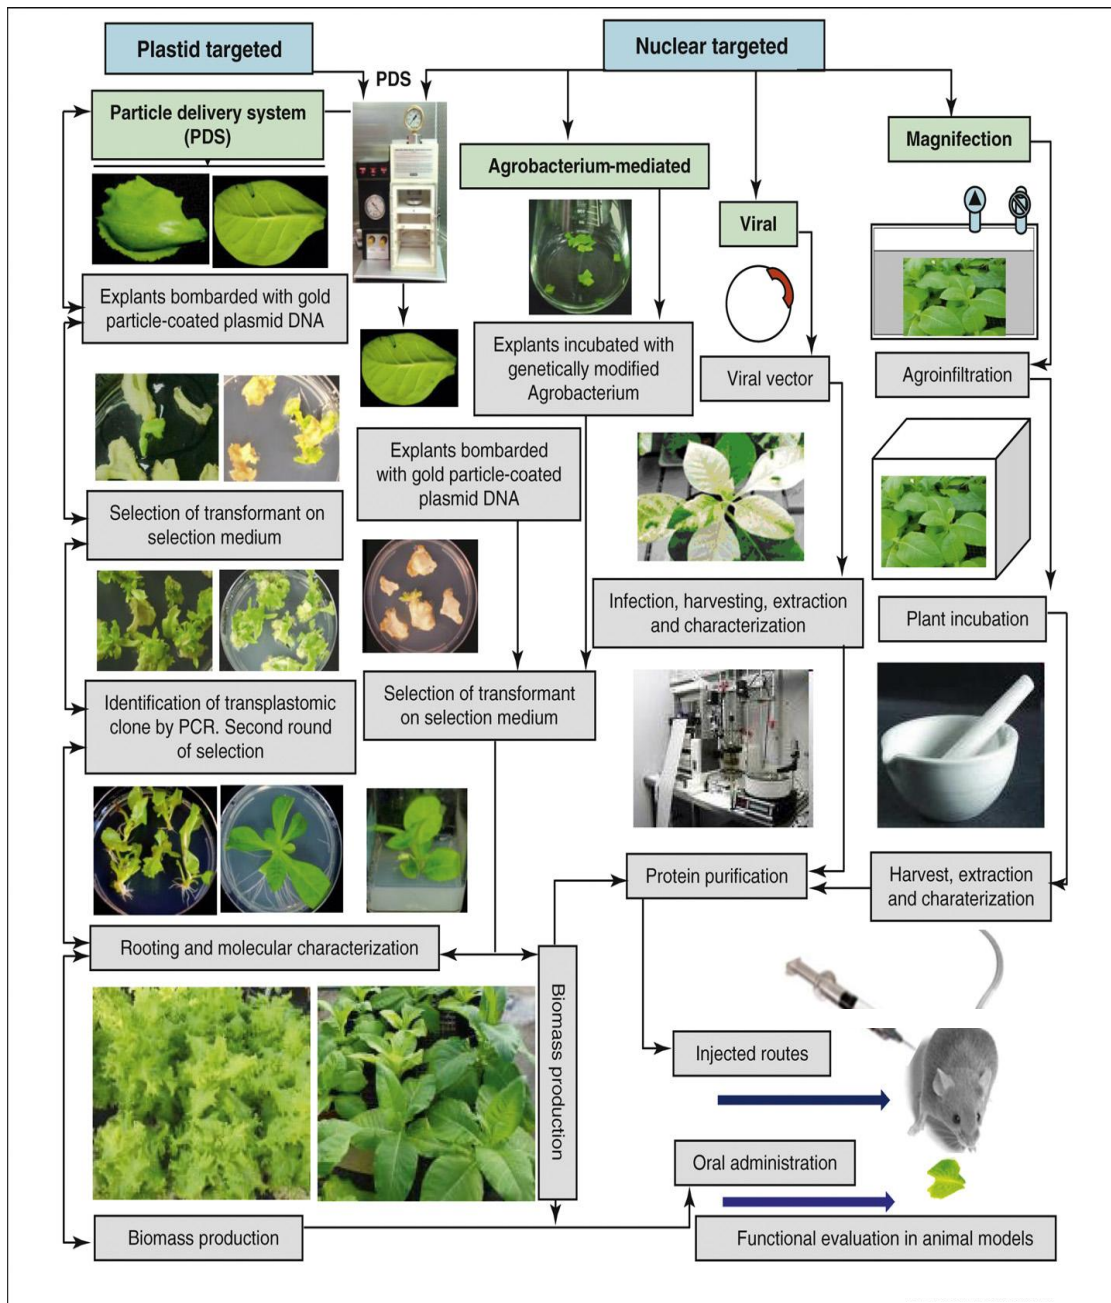 Plastid targeted
Nuclear targeted
PDS
Particle delivery system
(PDS)
Agrobacterium-mediated
Magnifection
Viral
Explants bombarded with gold
particle-coated plasmid DNA
Explants incubated with
genetically modified
Agrobacterium
Viral vector
Agroinfiltration
Explants bombarded
with gold particle-coated
plasmid DNA
Selection of transformant on
selection medium
Infection, harvesting, extraction
and characterization
Plant incubation
Identification of transplastomic
clone by PCR. Second round
of selection
Selection of transformant
on selection medium
Protein purification
Harvest, extraction
and charaterization
Rooting and molecular characterization
Biomass production
Injected routes
Oral administration
Biomass production
Functional evaluation in animal models